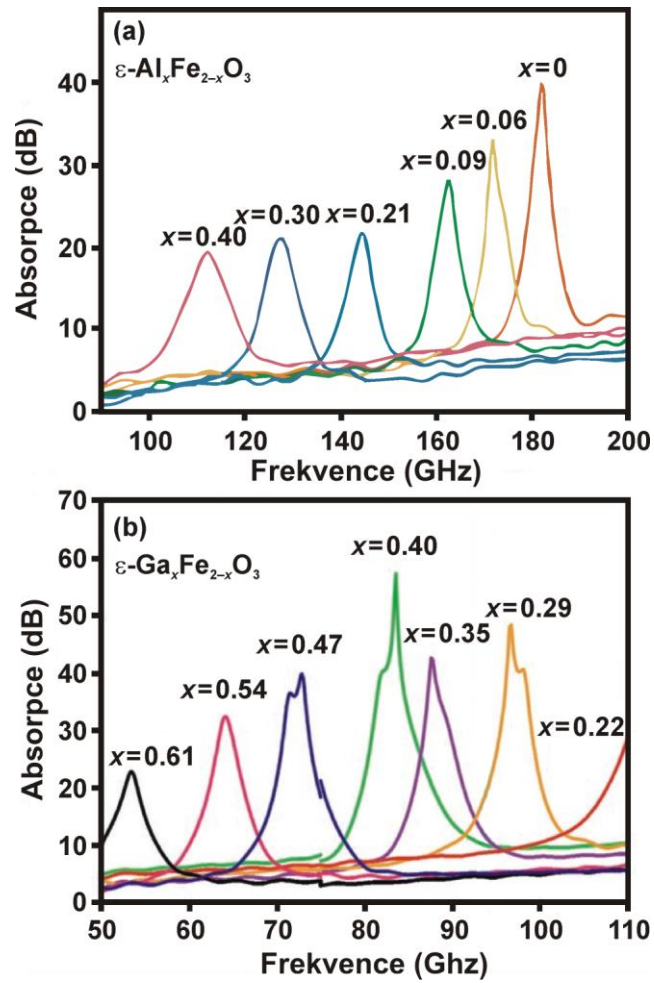 (a)
ε-AlₓFe₂₋ₓO₃
x=0
x=0.06
x=0.09
x=0.40
x=0.30
x=0.21
Absorpce (dB)
40
30
20
10
0
100 120 140 160 180 200
Frekvence (GHz)
(b)
ε-GaₓFe₂₋ₓO₃
x=0.40
x=0.29
x=0.47
x=0.35
x=0.54
x=0.22
x=0.61
Absorpce (dB)
70
60
50
40
30
20
10
0
50 60 70 80 90 100 110
Frekvence (Ghz)